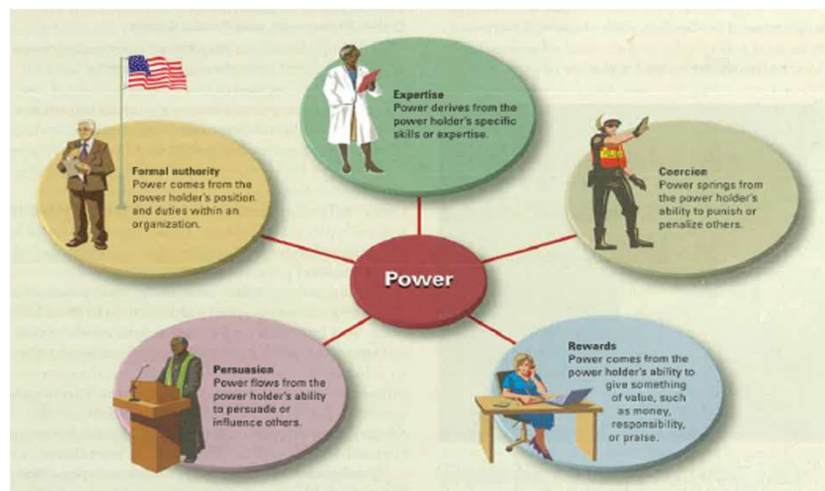 Expertise
Power derives from the
power holder's specific
skills or expertise.
Formal authority
Power comes from the
power holder's position
and duties within an
organization.
Coercion
Power springs from
the power holder's
ability to punish or
penalize others.
Power
Persuasion
Power flows from the
power holder's ability
to persuade or
influence others.
Rewards
Power comes from the
power holder's ability to
give something
of value, such
as money,
responsibility,
or praise.